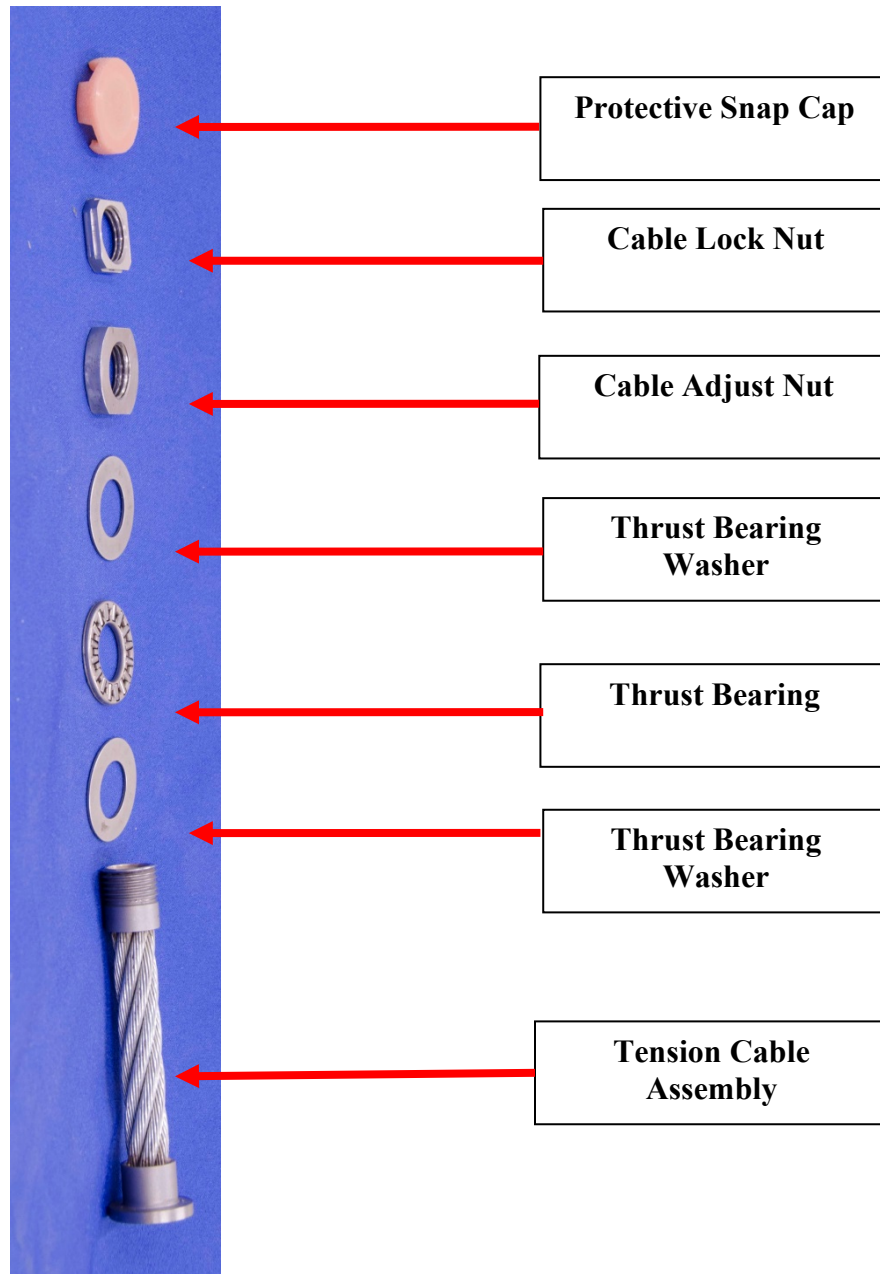 Protective Snap Cap
Cable Lock Nut
Cable Adjust Nut
Thrust Bearing
Washer
Thrust Bearing
Thrust Bearing
Washer
Tension Cable
Assembly